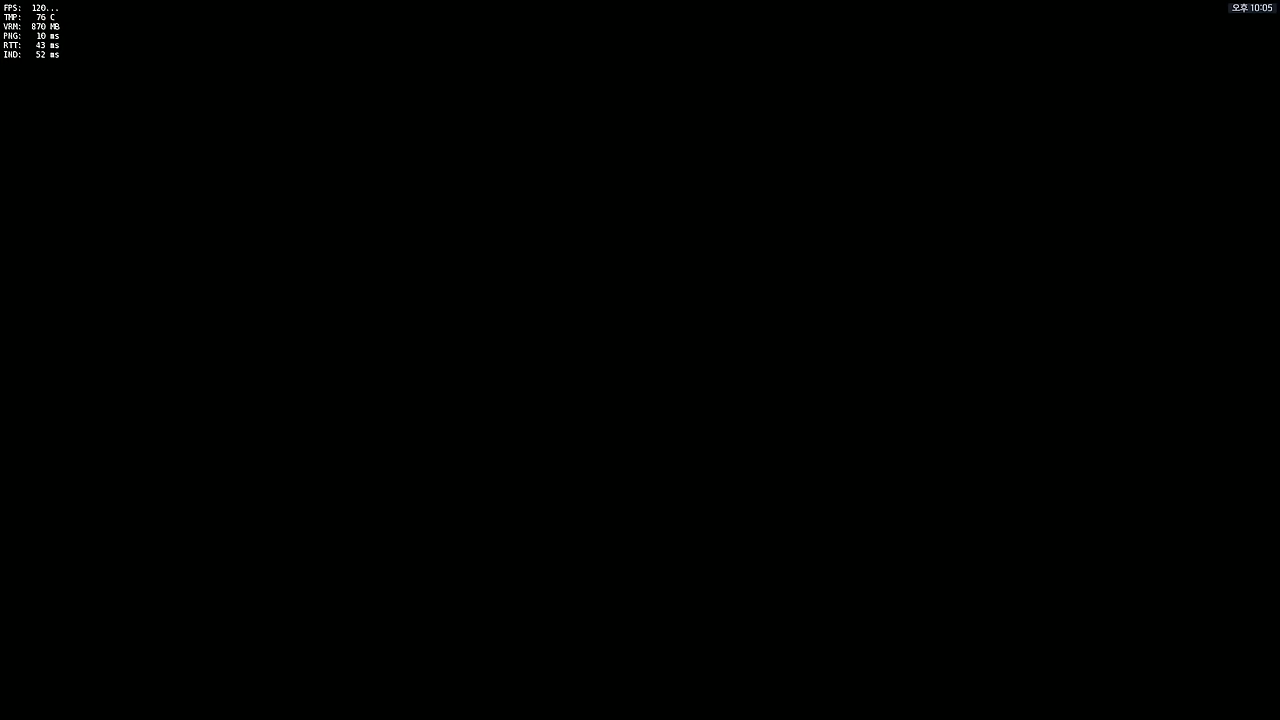 FPS: 120...
TMP: 76 C
VRM: 870 MB
PNG: 10 ms
RTT: 43 ms
IND: 52 ms
오후 10:05